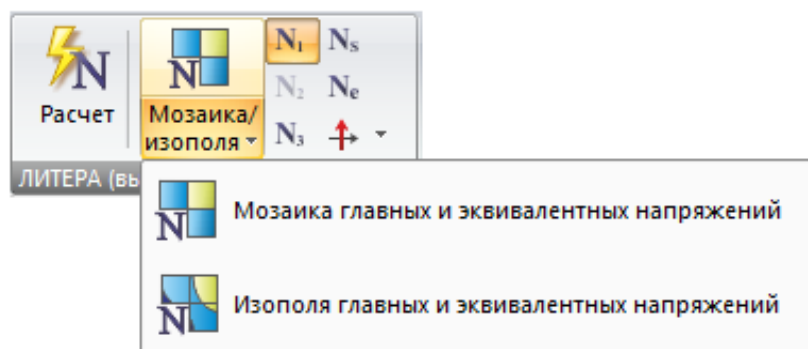 Расчет
N
Мозаика/
изополя
N
N₁ Nₛ
N₂ Nₑ
N₃
ЛИТЕРА (вы
N Мозаика главных и эквивалентных напряжений
N Изополя главных и эквивалентных напряжений